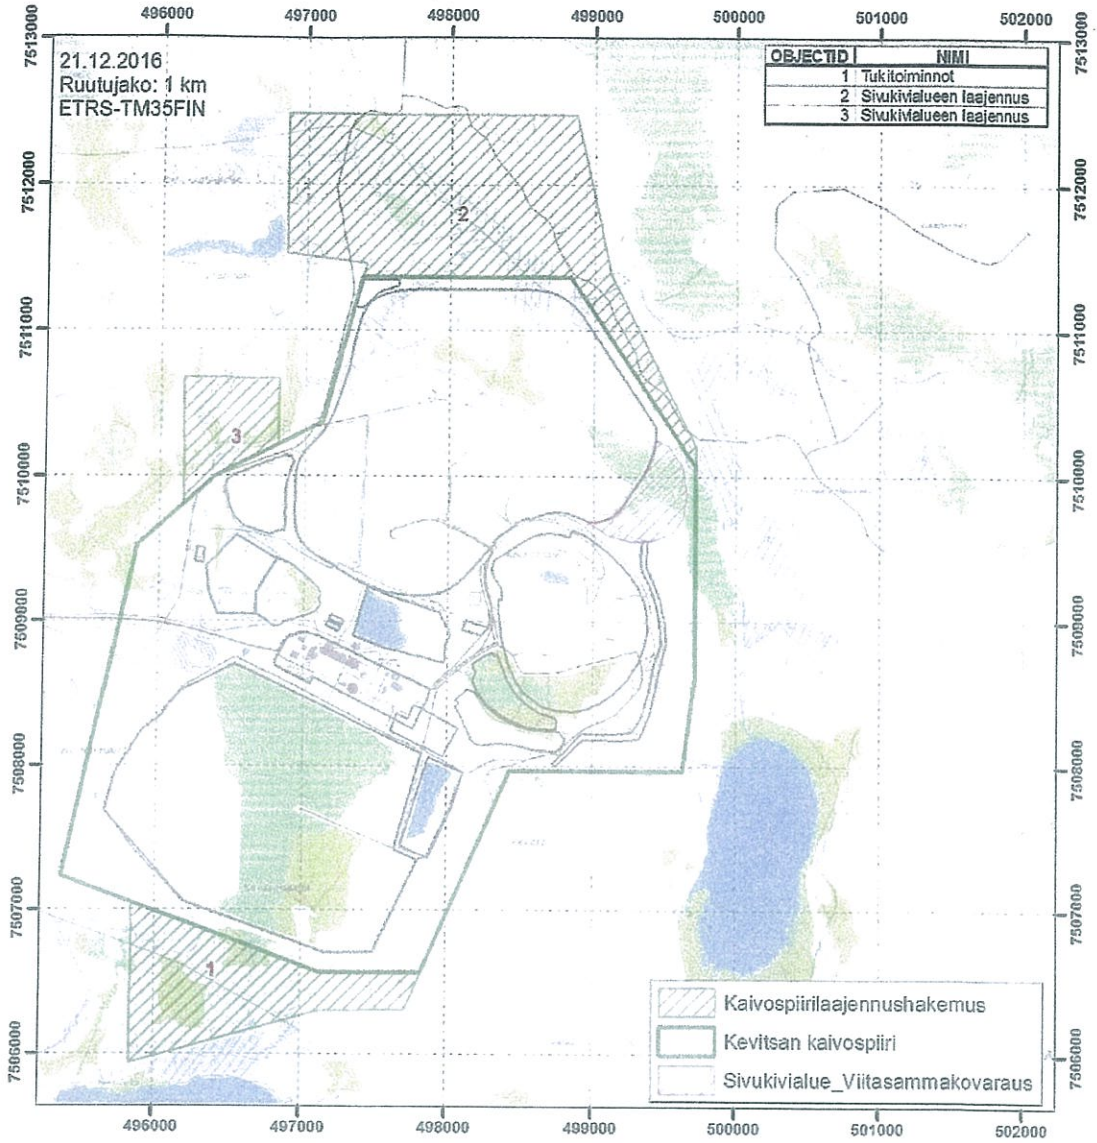 496000 497000 498000 499000 500000 501000 502000
7513000
7513000
21.12.2016
Ruutujako: 1 km
ETRS-TM35FIN
OBJECTID NIMI
1 Tukitoiminnot
2 Sivukivialueen laajennus
3 Sivukivialueen laajennus
7512000
7512000
2
7511000
7511000
3
7510000
7510000
7509000
7509000
7508000
7508000
7507000
7507000
1
Kaivospiirilaajennushakemus
Kevitsan kaivospiiri
Sivukivialue_Viitasammakovaraus
7506000
7506000
496000 497000 498000 499000 500000 501000 502000